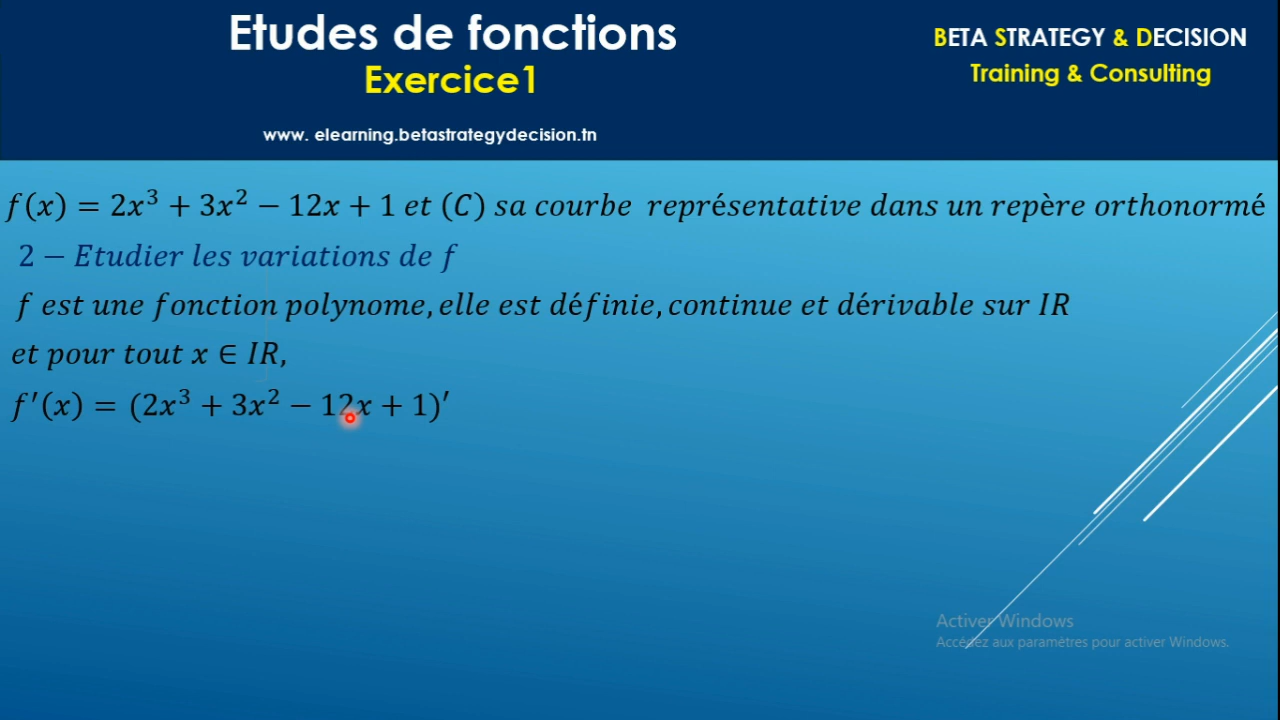 Etudes de fonctions
Exercice1
www. elearning.betastrategydecision.tn
BETA STRATEGY & DECISION
Training & Consulting
f(x) = 2x³ + 3x² − 12x + 1 et (C) sa courbe représentative dans un repère orthonormé
2 − Etudier les variations de f
f est une fonction polynome, elle est définie, continue et dérivable sur IR
et pour tout x ∈ IR,
f′(x) = (2x³ + 3x² − 12x + 1)′
Activer Windows
Accédez aux paramètres pour activer Windows.